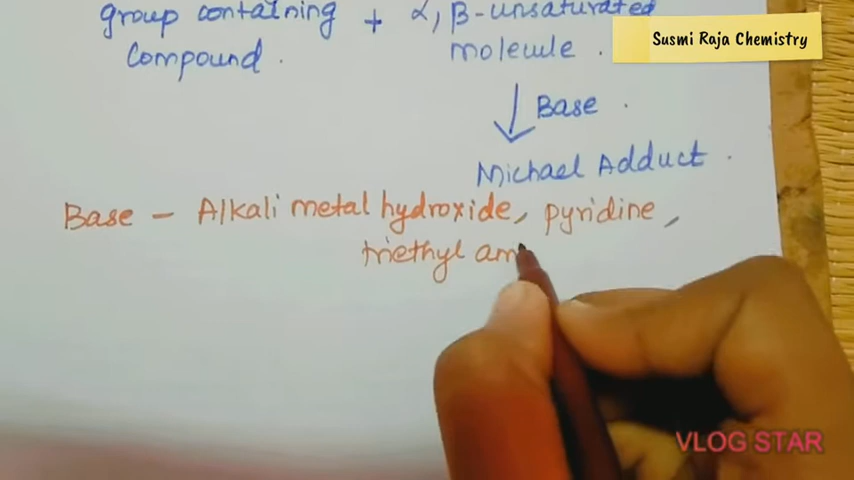 group containing + α, β-unsaturated
compound . molecule .
Susmi Raja Chemistry
↓ Base .
Michael Adduct .
Base - Alkali metal hydroxide, pyridine,
triethyl am
VLOG STAR